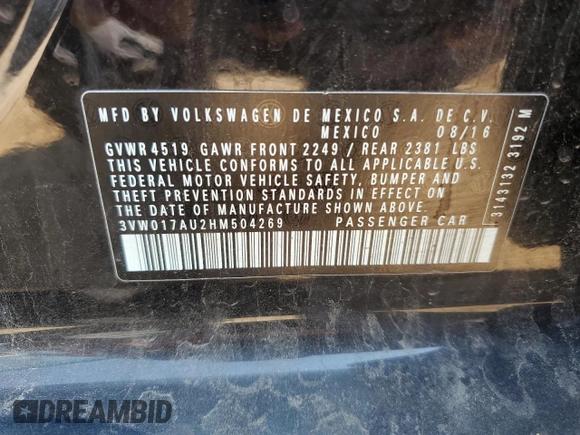 MFD BY VOLKSWAGEN DE MEXICO S.A. DE C.V.
MEXICO 08/16
GVWR 4519 GAWR FRONT 2249 / REAR 2381 LBS
THIS VEHICLE CONFORMS TO ALL APPLICABLE U.S.
FEDERAL MOTOR VEHICLE SAFETY, BUMPER AND
THEFT PREVENTION STANDARDS IN EFFECT ON
THE DATE OF MANUFACTURE SHOWN ABOVE.
3VW017AU2HM504269 PASSENGER CAR
3143132 3192 M
DREAMBID